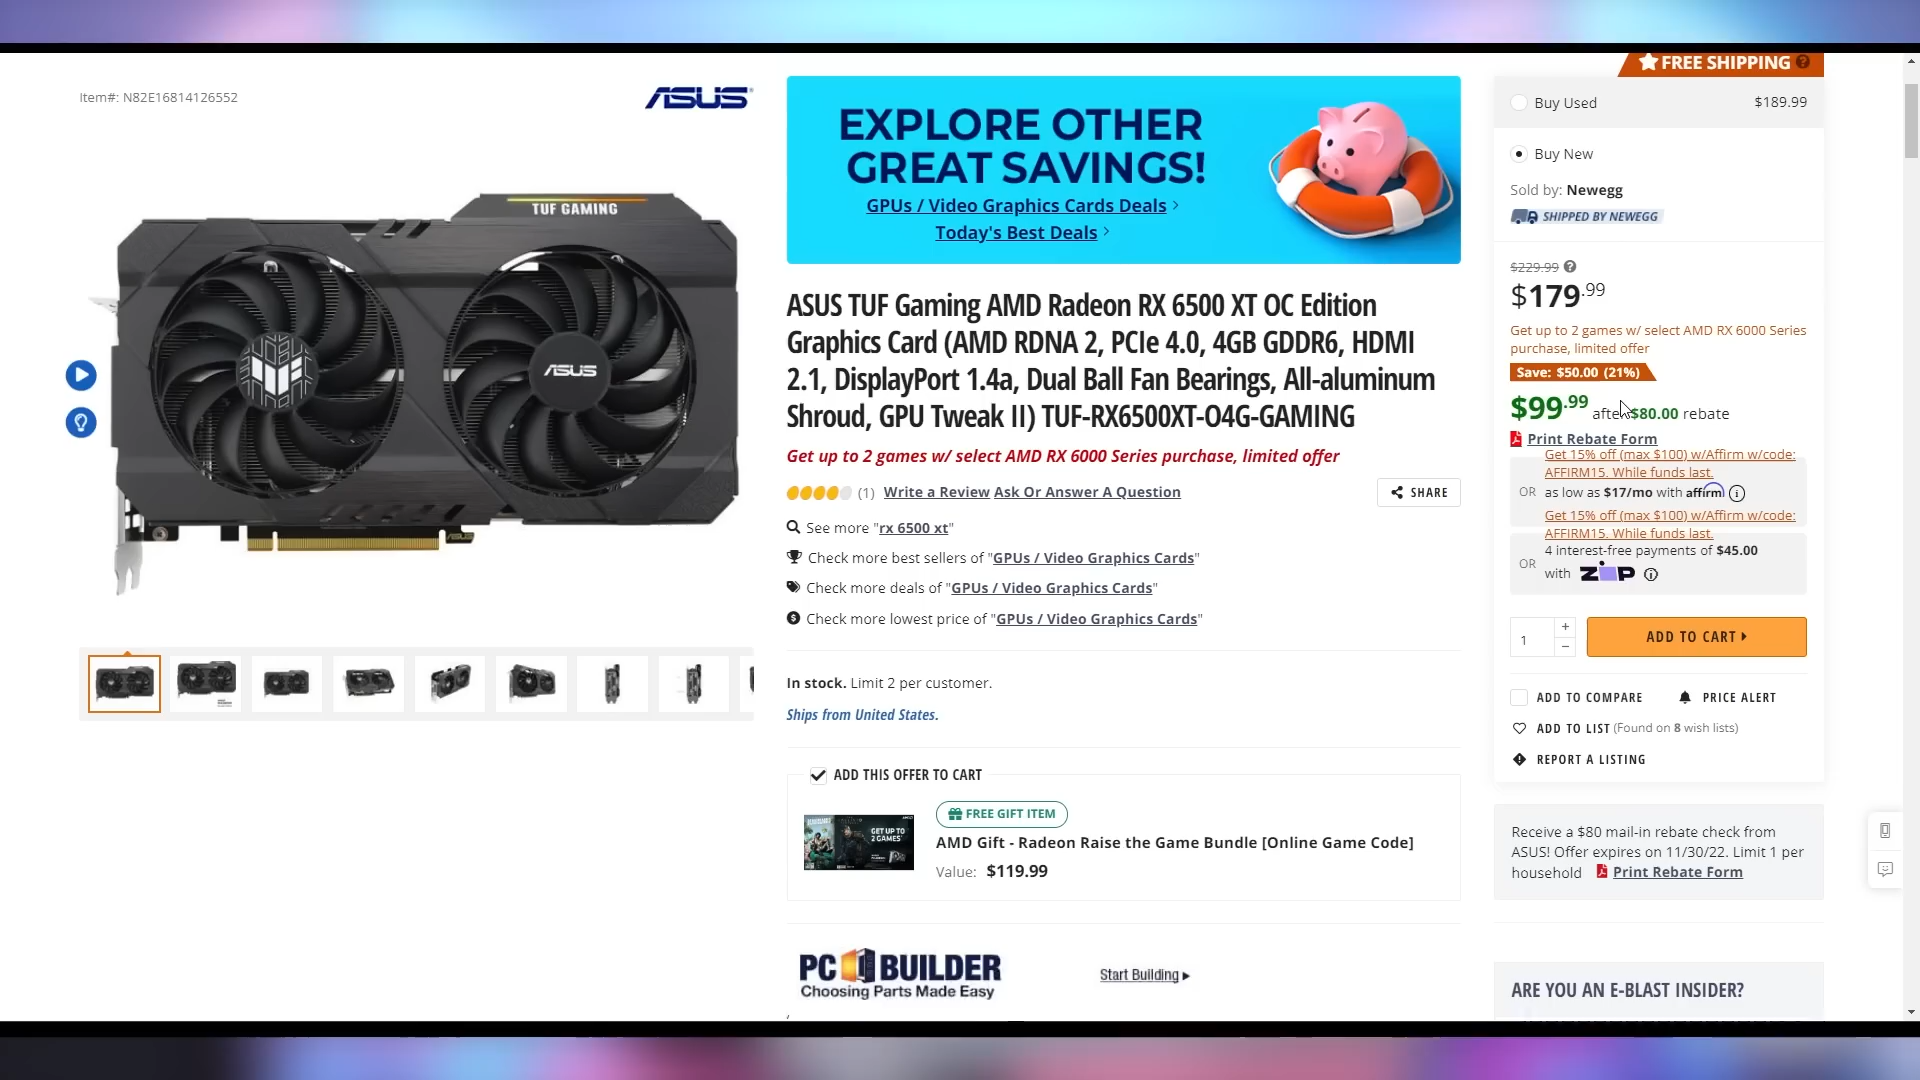 FREE SHIPPING
Item#: N82E16814126552
ASUS
TUF GAMING
ASUS
ASUS
EXPLORE OTHER
GREAT SAVINGS!
GPUs / Video Graphics Cards Deals
Today's Best Deals
ASUS TUF Gaming AMD Radeon RX 6500 XT OC Edition
Graphics Card (AMD RDNA 2, PCIe 4.0, 4GB GDDR6, HDMI
2.1, DisplayPort 1.4a, Dual Ball Fan Bearings, All-aluminum
Shroud, GPU Tweak II) TUF-RX6500XT-O4G-GAMING
Get up to 2 games w/ select AMD RX 6000 Series purchase, limited offer
(1) Write a Review Ask Or Answer A Question
SHARE
See more "rx 6500 xt"
Check more best sellers of "GPUs / Video Graphics Cards"
Check more deals of "GPUs / Video Graphics Cards"
Check more lowest price of "GPUs / Video Graphics Cards"
In stock. Limit 2 per customer.
Ships from United States.
ADD THIS OFFER TO CART
GET UP TO
2 GAMES
FREE GIFT ITEM
AMD Gift - Radeon Raise the Game Bundle [Online Game Code]
Value: $119.99
PC BUILDER
Choosing Parts Made Easy
Start Building
Buy Used $189.99
Buy New
Sold by: Newegg
SHIPPED BY NEWEGG
$229.99
$179.99
Get up to 2 games w/ select AMD RX 6000 Series
purchase, limited offer
Save: $50.00 (21%)
$99.99 after $80.00 rebate
Print Rebate Form
Get 15% off (max $100) w/Affirm w/code:
AFFIRM15. While funds last.
OR as low as $17/mo with affirm
Get 15% off (max $100) w/Affirm w/code:
AFFIRM15. While funds last.
4 interest-free payments of $45.00
OR with ZIP
1 + −
ADD TO CART
ADD TO COMPARE PRICE ALERT
ADD TO LIST (Found on 8 wish lists)
REPORT A LISTING
Receive a $80 mail-in rebate check from
ASUS! Offer expires on 11/30/22. Limit 1 per
household Print Rebate Form
ARE YOU AN E-BLAST INSIDER?